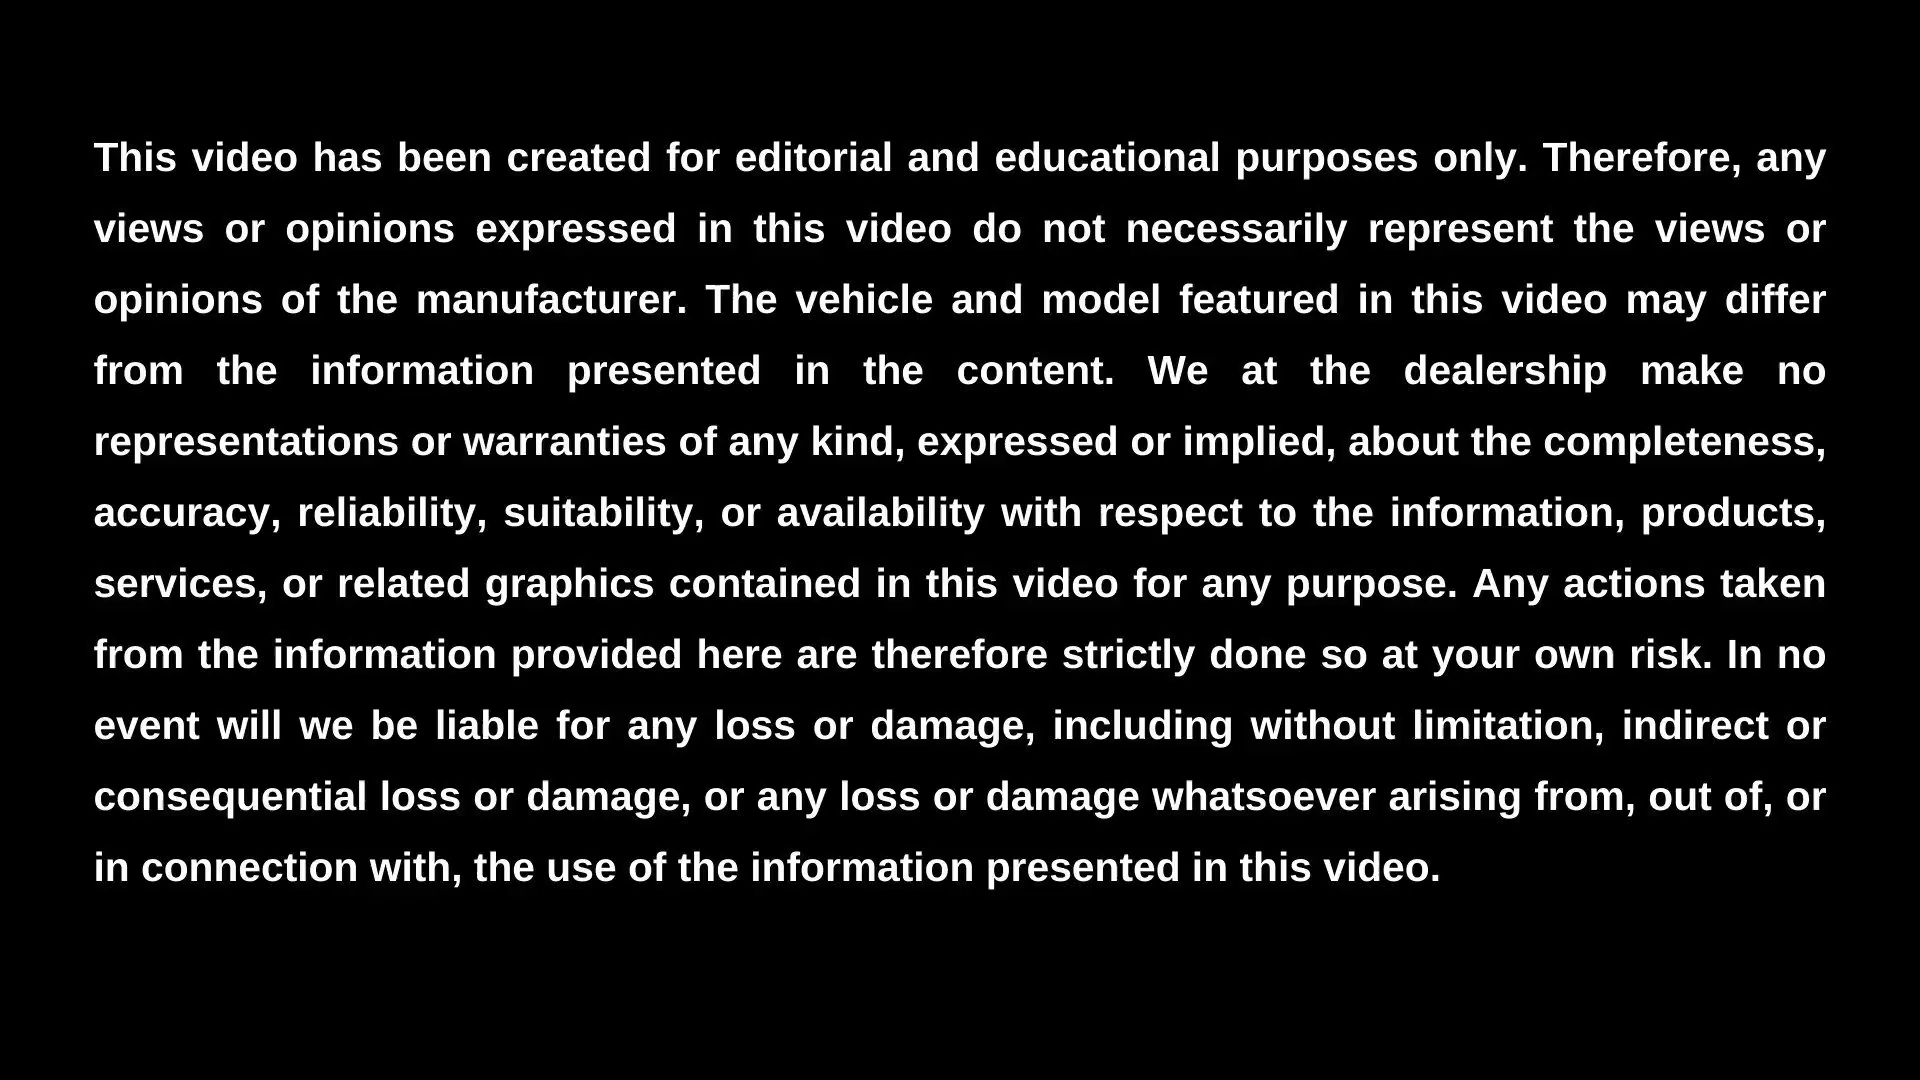 This video has been created for editorial and educational purposes only. Therefore, any
views or opinions expressed in this video do not necessarily represent the views or
opinions of the manufacturer. The vehicle and model featured in this video may differ
from the information presented in the content. We at the dealership make no
representations or warranties of any kind, expressed or implied, about the completeness,
accuracy, reliability, suitability, or availability with respect to the information, products,
services, or related graphics contained in this video for any purpose. Any actions taken
from the information provided here are therefore strictly done so at your own risk. In no
event will we be liable for any loss or damage, including without limitation, indirect or
consequential loss or damage, or any loss or damage whatsoever arising from, out of, or
in connection with, the use of the information presented in this video.